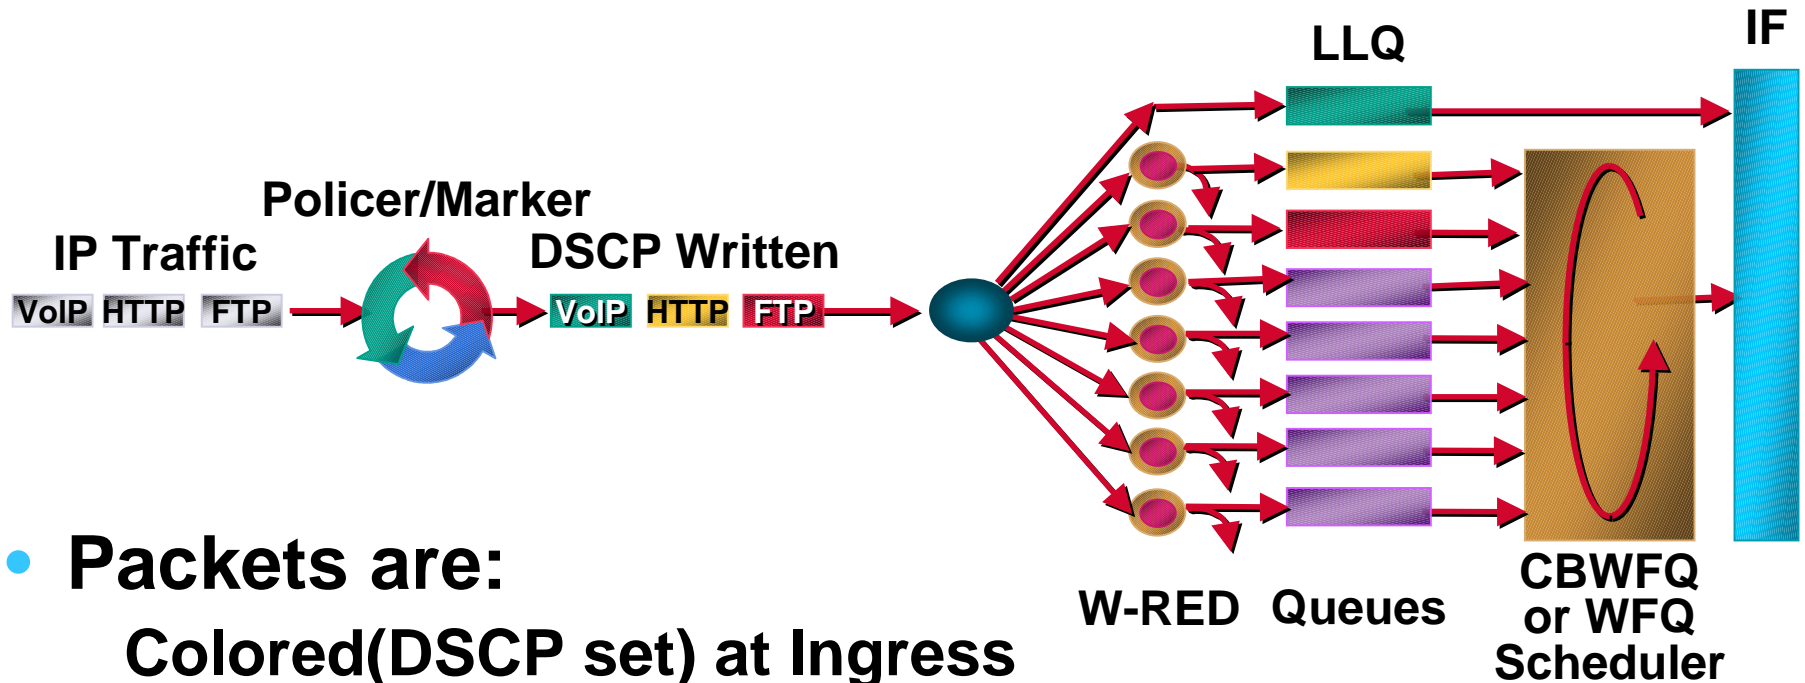 IF
LLQ
Policer/Marker
IP Traffic
DSCP Written
VoIP HTTP FTP
VoIP HTTP FTP
• Packets are:
Colored(DSCP set) at Ingress
W-RED
Queues
CBWFQ
or WFQ
Scheduler